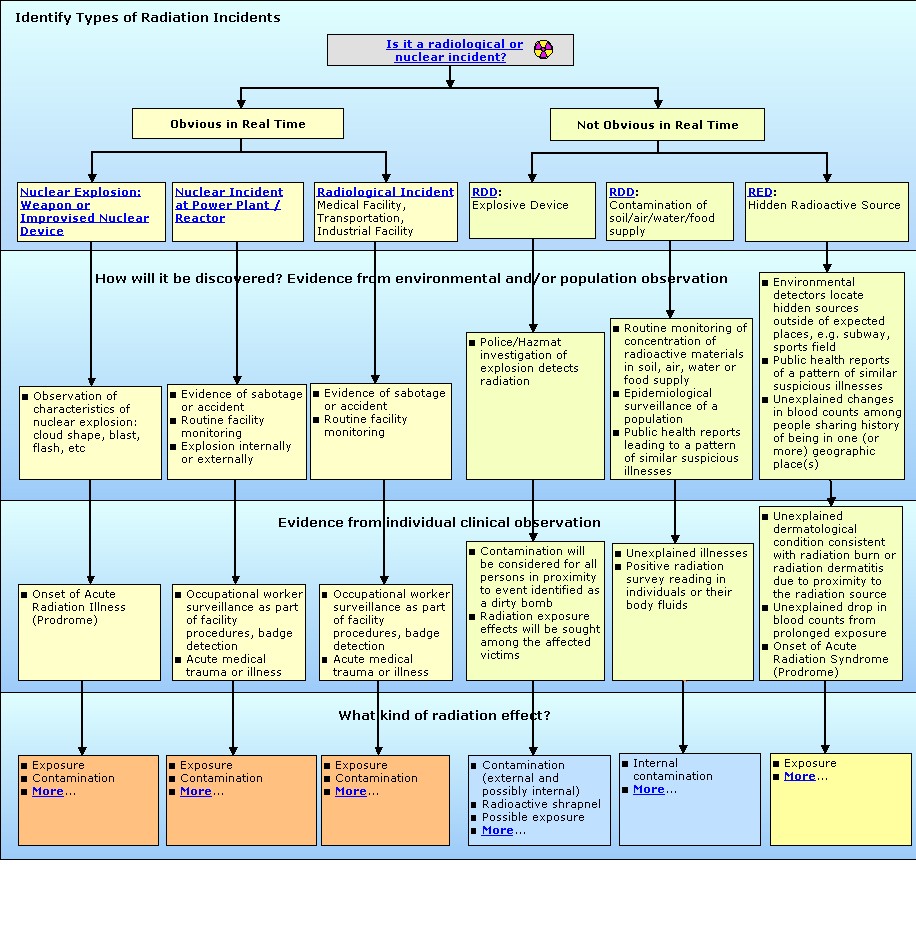 Identify Types of Radiation Incidents
Is it a radiological or
nuclear incident?
Obvious in Real Time
Not Obvious in Real Time
Nuclear Explosion:
Weapon or
Improvised Nuclear
Device
Nuclear Incident
at Power Plant /
Reactor
Radiological Incident
Medical Facility,
Transportation,
Industrial Facility
RDD:
Explosive Device
RDD:
Contamination of
soil/air/water/food
supply
RED:
Hidden Radioactive Source
How will it be discovered? Evidence from environmental and/or population observation
■ Observation of
characteristics of
nuclear explosion:
cloud shape, blast,
flash, etc
■ Evidence of sabotage
or accident
■ Routine facility
monitoring
■ Explosion internally
or externally
■ Evidence of sabotage
or accident
■ Routine facility
monitoring
■ Police/Hazmat
investigation of
explosion detects
radiation
■ Routine monitoring of
concentration of
radioactive materials
in soil, air, water or
food supply
■ Epidemiological
surveillance of a
population
■ Public health reports
leading to a pattern
of similar suspicious
illnesses
■ Environmental
detectors locate
hidden sources
outside of expected
places, e.g. subway,
sports field
■ Public health reports
of a pattern of similar
suspicious illnesses
■ Unexplained changes
in blood counts among
people sharing history
of being in one (or
more) geographic
place(s)
Evidence from individual clinical observation
■ Onset of Acute
Radiation Illness
(Prodrome)
■ Occupational worker
surveillance as part
of facility
procedures, badge
detection
■ Acute medical
trauma or illness
■ Occupational worker
surveillance as part
of facility
procedures, badge
detection
■ Acute medical
trauma or illness
■ Contamination will
be considered for all
persons in proximity
to event identified as
a dirty bomb
■ Radiation exposure
effects will be sought
among the affected
victims
■ Unexplained illnesses
■ Positive radiation
survey reading in
individuals or their
body fluids
■ Unexplained
dermatological
condition consistent
with radiation burn or
radiation dermatitis
due to proximity to
the radiation source
■ Unexplained drop in
blood counts from
prolonged exposure
■ Onset of Acute
Radiation Syndrome
(Prodrome)
What kind of radiation effect?
■ Exposure
■ Contamination
■ More...
■ Exposure
■ Contamination
■ More...
■ Exposure
■ Contamination
■ More...
■ Contamination
(external and
possibly internal)
■ Radioactive shrapnel
■ Possible exposure
■ More...
■ Internal
contamination
■ More...
■ Exposure
■ More...